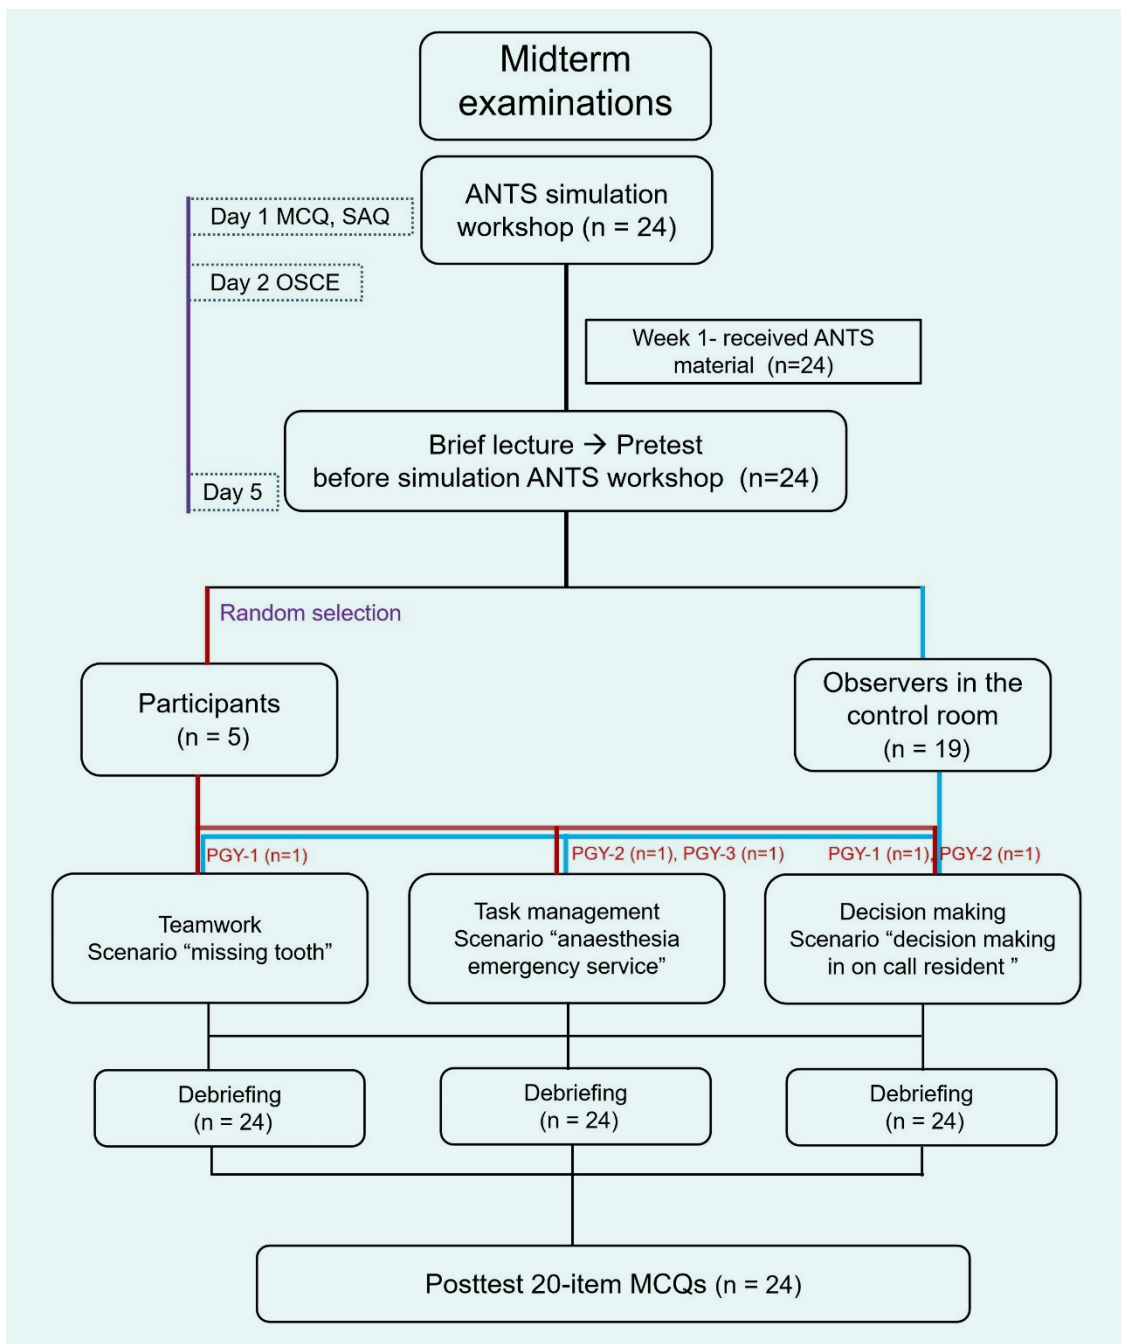 Midterm
examinations
ANTS simulation
workshop (n = 24)
Day 1 MCQ, SAQ
Day 2 OSCE
Week 1- received ANTS
material (n=24)
Brief lecture → Pretest
before simulation ANTS workshop (n=24)
Day 5
Random selection
Participants
(n = 5)
Observers in the
control room
(n = 19)
PGY-1 (n=1)
PGY-2 (n=1), PGY-3 (n=1)
PGY-1 (n=1), PGY-2 (n=1)
Teamwork
Scenario “missing tooth”
Task management
Scenario “anaesthesia
emergency service”
Decision making
Scenario “decision making
in on call resident ”
Debriefing
(n = 24)
Debriefing
(n = 24)
Debriefing
(n = 24)
Posttest 20-item MCQs (n = 24)